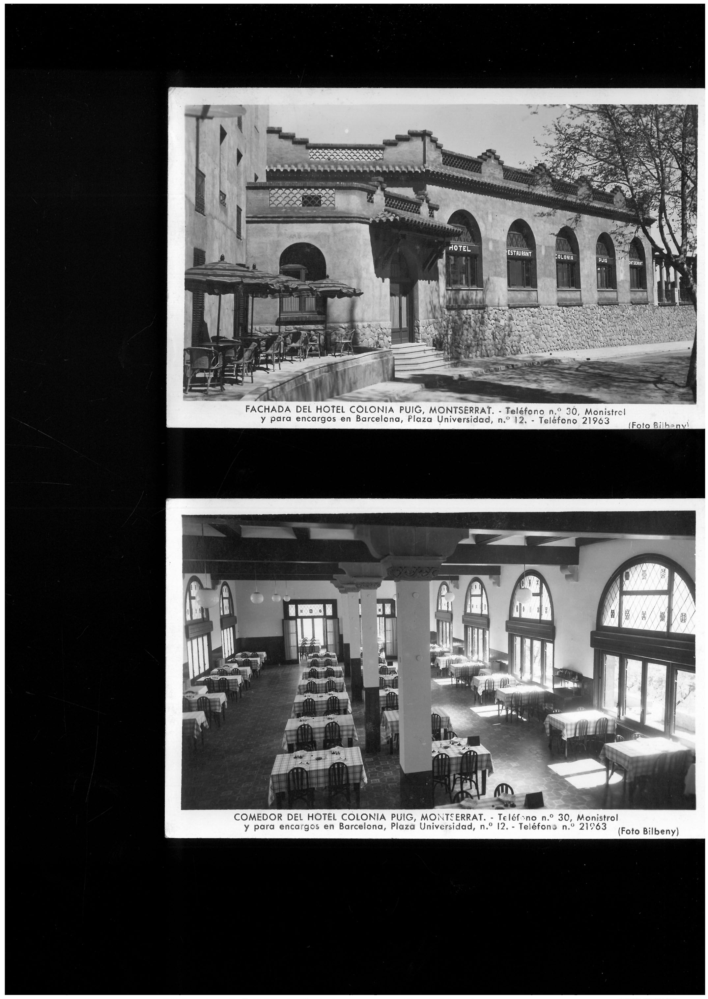 HOTEL
ESTAURANT
COLONIA
PUIG
ONTSERRAT
FACHADA DEL HOTEL COLONIA PUIG, MONTSERRAT. - Teléfono n.º 30, Monistrol
y para encargos en Barcelona, Plaza Universidad, n.º 12. - Teléfono 21963
(Foto Bilbeny)
COMEDOR DEL HOTEL COLONIA PUIG, MONTSERRAT. - Teléfono n.º 30, Monistrol
y para encargos en Barcelona, Plaza Universidad, n.º 12. - Teléfono n.º 21963
(Foto Bilbeny)